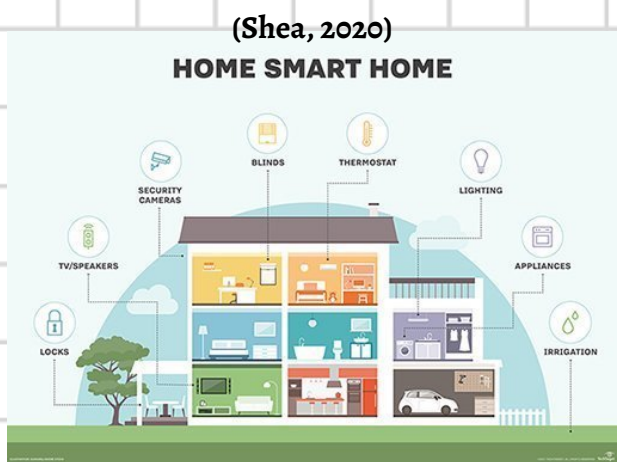 (Shea, 2020)
HOME SMART HOME
BLINDS
THERMOSTAT
SECURITY
CAMERAS
LIGHTING
TV/SPEAKERS
APPLIANCES
LOCKS
IRRIGATION